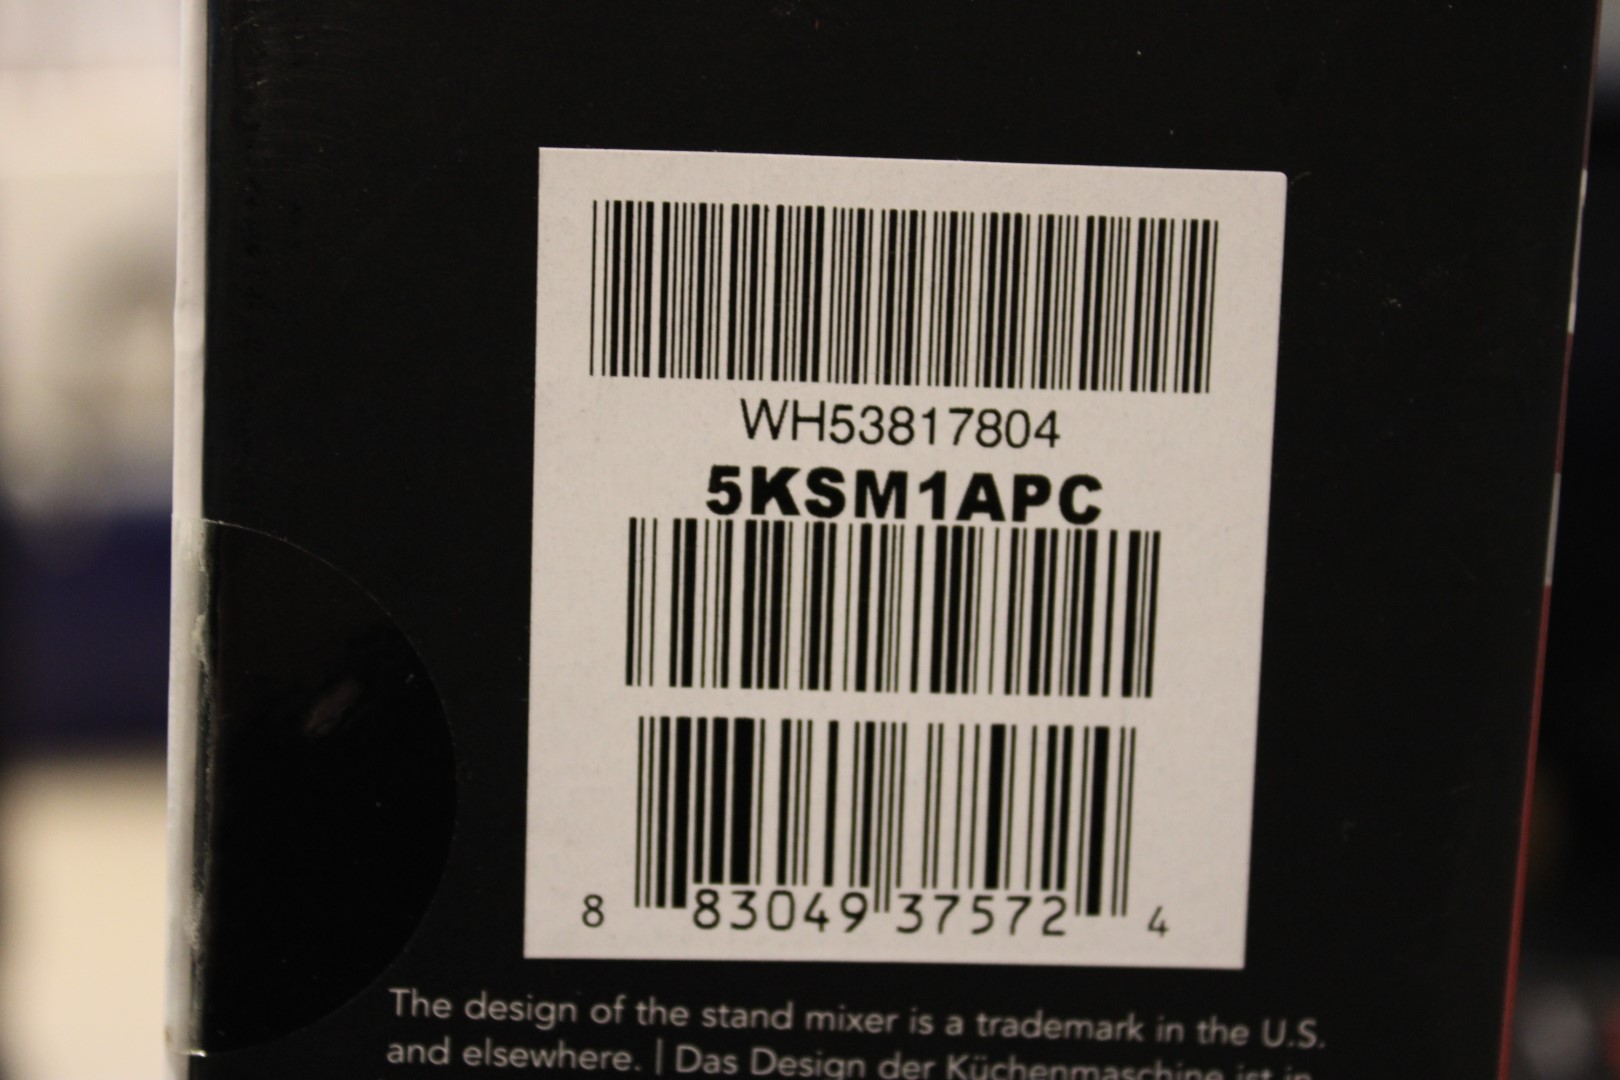 WH53817804
5KSM1APC
8 83049 37572 4
The design of the stand mixer is a trademark in the U.S.
and elsewhere. | Das Design der Küchenmaschine ist in